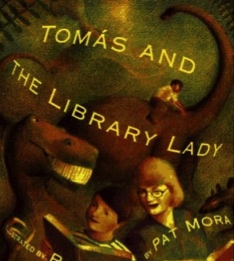 TOMÁS AND
THE LIBRARY LADY
BY PAT MORA